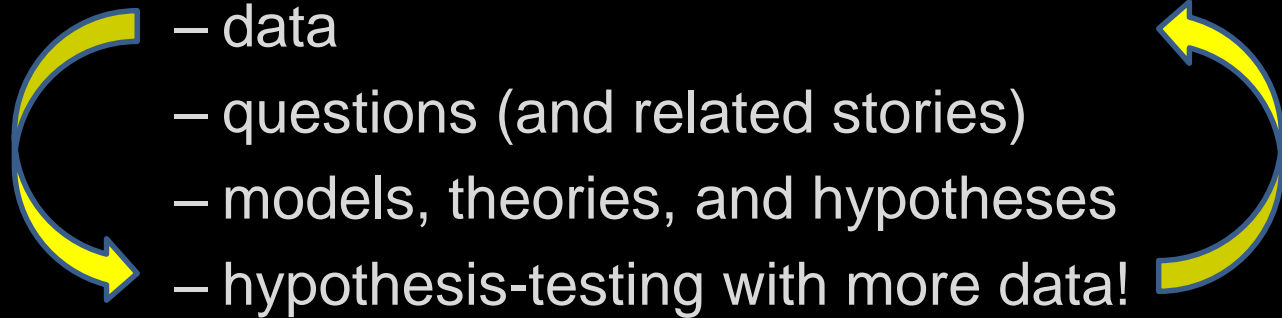 – data
– questions (and related stories)
– models, theories, and hypotheses
– hypothesis-testing with more data!